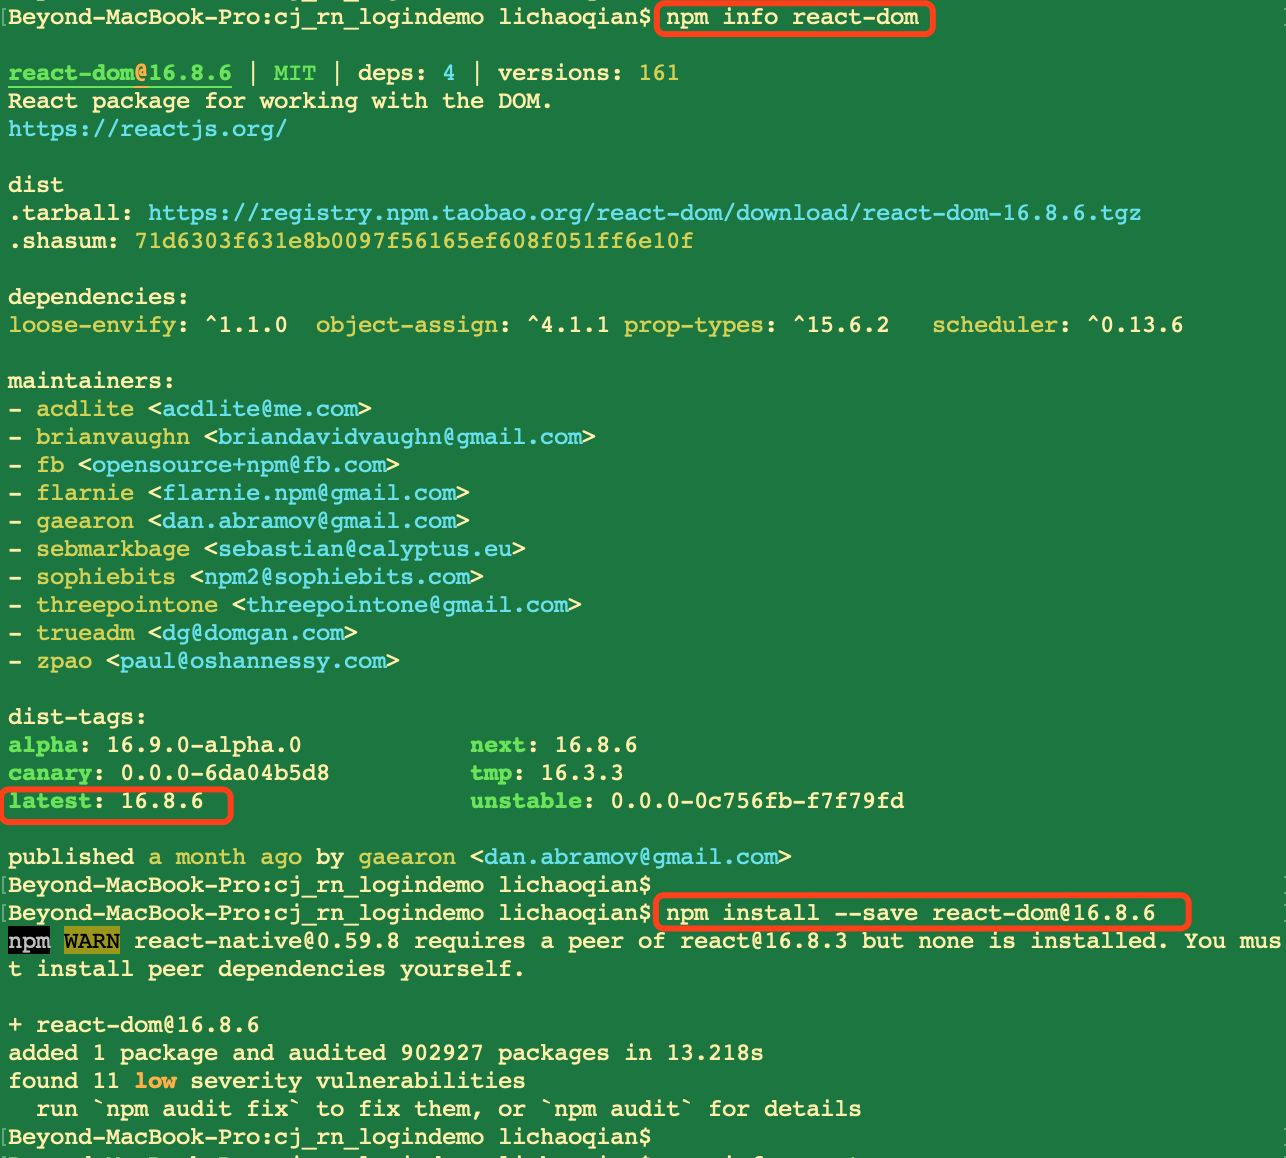 Beyond-MacBook-Pro:cj_rn_logindemo lichaoqian$ npm info react-dom
react-dom@16.8.6 | MIT | deps: 4 | versions: 161
React package for working with the DOM.
https://reactjs.org/
dist
.tarball: https://registry.npm.taobao.org/react-dom/download/react-dom-16.8.6.tgz
.shasum: 71d6303f631e8b0097f56165ef608f051ff6e10f
dependencies:
loose-envify: ^1.1.0  object-assign: ^4.1.1 prop-types: ^15.6.2   scheduler: ^0.13.6
maintainers:
- acdlite <acdlite@me.com>
- brianvaughn <briandavidvaughn@gmail.com>
- fb <opensource+npm@fb.com>
- flarnie <flarnie.npm@gmail.com>
- gaearon <dan.abramov@gmail.com>
- sebmarkbage <sebastian@calyptus.eu>
- sophiebits <npm2@sophiebits.com>
- threepointone <threepointone@gmail.com>
- trueadm <dg@domgan.com>
- zpao <paul@oshannessy.com>
dist-tags:
alpha: 16.9.0-alpha.0            next: 16.8.6
canary: 0.0.0-6da04b5d8          tmp: 16.3.3
latest: 16.8.6                   unstable: 0.0.0-0c756fb-f7f79fd
published a month ago by gaearon <dan.abramov@gmail.com>
Beyond-MacBook-Pro:cj_rn_logindemo lichaoqian$
Beyond-MacBook-Pro:cj_rn_logindemo lichaoqian$ npm install --save react-dom@16.8.6
npm WARN react-native@0.59.8 requires a peer of react@16.8.3 but none is installed. You mus
t install peer dependencies yourself.
+ react-dom@16.8.6
added 1 package and audited 902927 packages in 13.218s
found 11 low severity vulnerabilities
  run `npm audit fix` to fix them, or `npm audit` for details
Beyond-MacBook-Pro:cj_rn_logindemo lichaoqian$